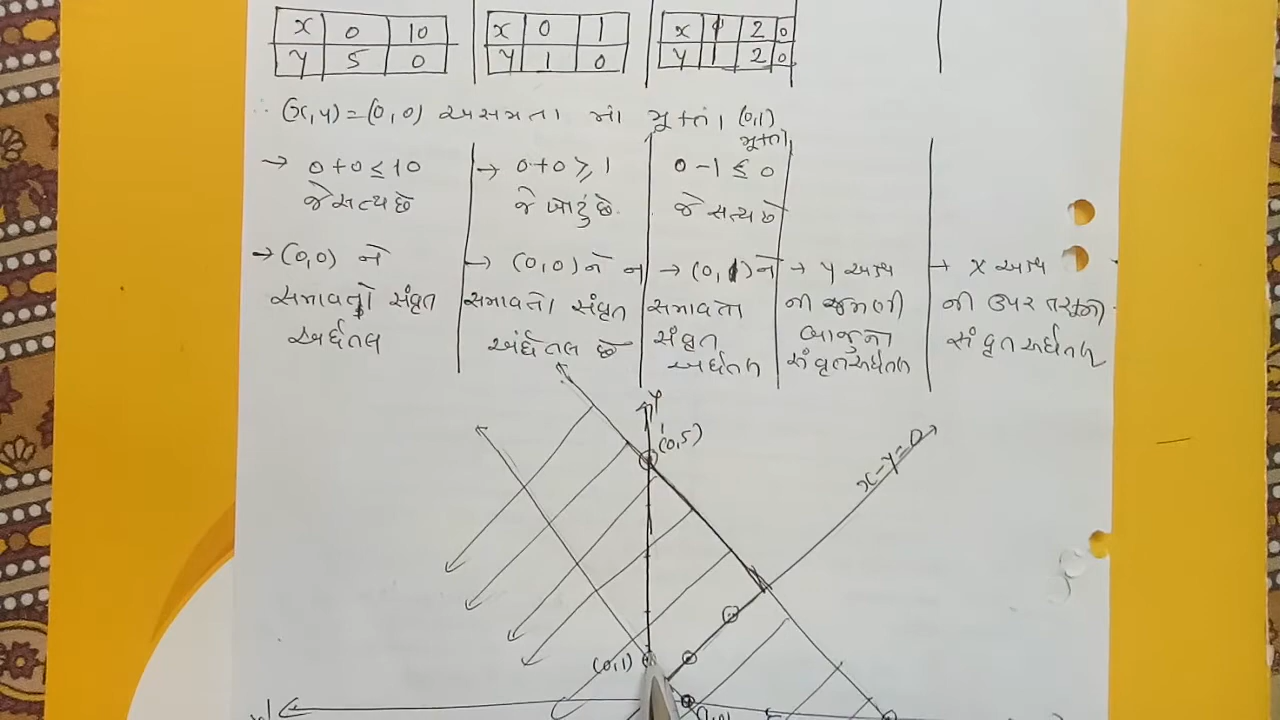 x 0 10
y 5 0
x 0 1
y 1 0
x 1 2 0
y 1 2 0
∴ (x, y) = (0, 0) અસમતા માં મૂકતાં (0,1)
મૂકતાં
→ 0 + 0 ≤ 10
જે સત્ય છે
→ 0 + 0 ≥ 1
જે ખોટું છે.
0 - 1 ≤ 0
જે સત્ય છે
→ (0,0) ને
સમાવતો સંવૃત
અર્ધતલ
→ (0,0) ને ન
સમાવતો સંવૃત
અર્ધતલ છે
→ (0, 1) ને
સમાવતો
સંવૃત
અર્ધતલ
→ y અક્ષ
ની જમણી
બાજુનો
સંવૃત અર્ધતલ
→ x અક્ષ
ની ઉપર તરફનો
સંવૃત અર્ધતલ
Y
(0,5)
x - y = 0
(0,1)